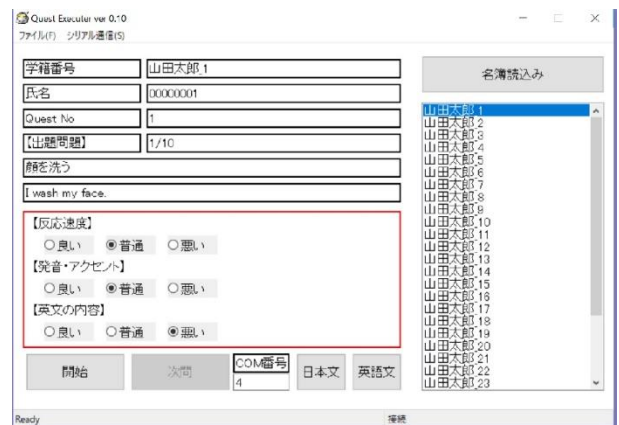 Quest Executer ver 0.10
ファイル(F) シリアル通信(S)
学籍番号 山田太郎_1
氏名 00000001
Quest No 1
【出題問題】 1/10
顔を洗う
I wash my face.
【反応速度】
良い 普通 悪い
【発音・アクセント】
良い 普通 悪い
【英文の内容】
良い 普通 悪い
開始 次問 COM番号 4 日本文 英語文
名簿読込み
山田太郎_1
山田太郎_2
山田太郎_3
山田太郎_4
山田太郎_5
山田太郎_6
山田太郎_7
山田太郎_8
山田太郎_9
山田太郎_10
山田太郎_11
山田太郎_12
山田太郎_13
山田太郎_14
山田太郎_15
山田太郎_16
山田太郎_17
山田太郎_18
山田太郎_19
山田太郎_20
山田太郎_21
山田太郎_22
山田太郎_23
Ready 接続